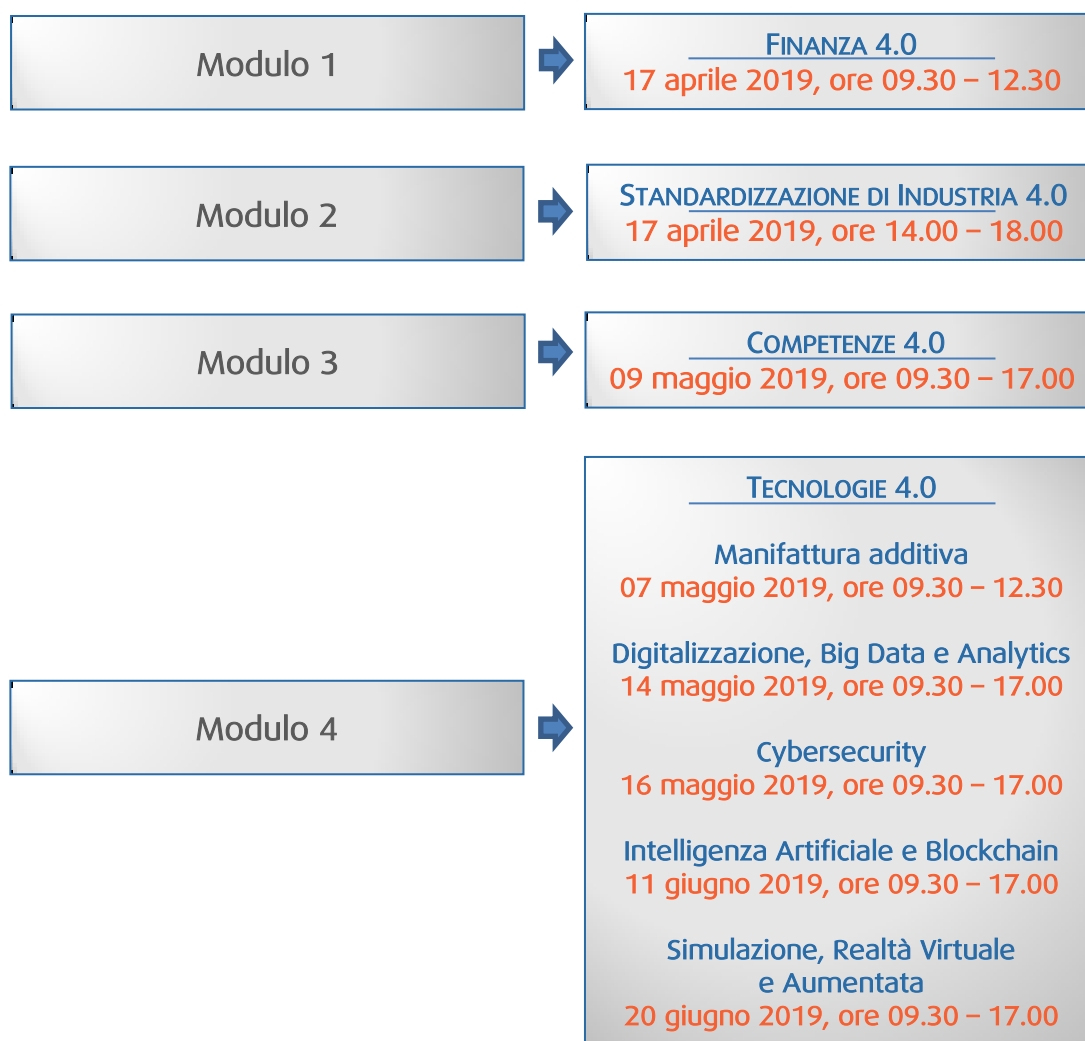 Modulo 1
FINANZA 4.0
17 aprile 2019, ore 09.30 – 12.30
Modulo 2
STANDARDIZZAZIONE DI INDUSTRIA 4.0
17 aprile 2019, ore 14.00 – 18.00
Modulo 3
COMPETENZE 4.0
09 maggio 2019, ore 09.30 – 17.00
Modulo 4
TECNOLOGIE 4.0
Manifattura additiva
07 maggio 2019, ore 09.30 – 12.30
Digitalizzazione, Big Data e Analytics
14 maggio 2019, ore 09.30 – 17.00
Cybersecurity
16 maggio 2019, ore 09.30 – 17.00
Intelligenza Artificiale e Blockchain
11 giugno 2019, ore 09.30 – 17.00
Simulazione, Realtà Virtuale
e Aumentata
20 giugno 2019, ore 09.30 – 17.00